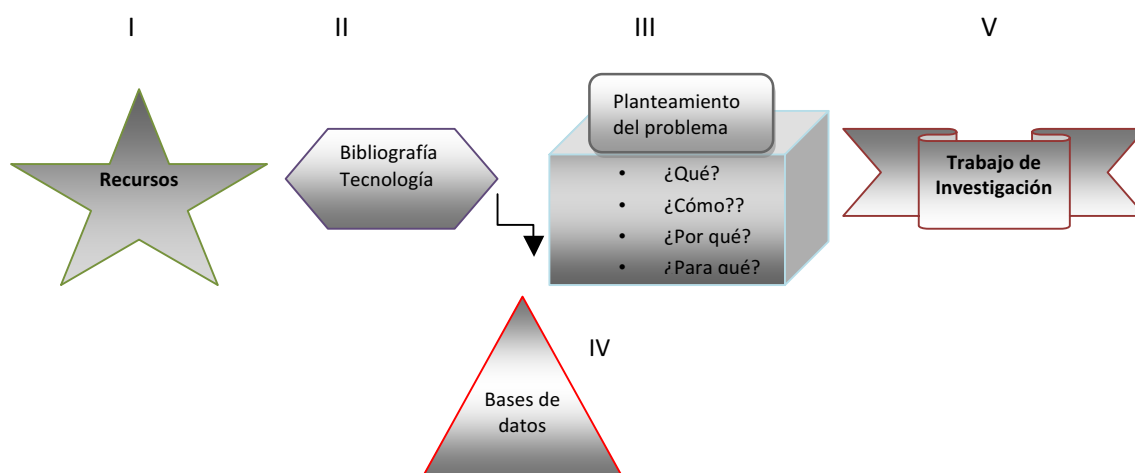 I
II
III
V
Recursos
Bibliografía
Tecnología
Planteamiento
del problema
• ¿Qué?
• ¿Cómo??
• ¿Por qué?
• ¿Para qué?
Trabajo de
Investigación
IV
Bases de
datos